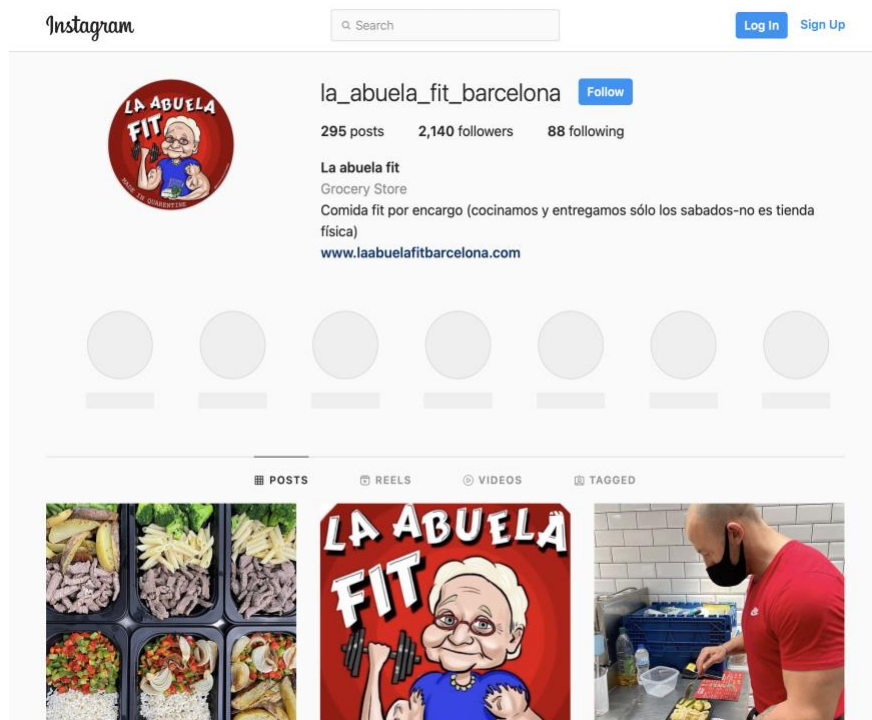 Instagram
Search
Log In
Sign Up
LA ABUELA
FIT
MADE IN QUARENTINE
la_abuela_fit_barcelona
Follow
295 posts
2,140 followers
88 following
La abuela fit
Grocery Store
Comida fit por encargo (cocinamos y entregamos sólo los sabados-no es tienda
física)
www.laabuelafitbarcelona.com
POSTS
REELS
VIDEOS
TAGGED
LA ABUELA
FIT